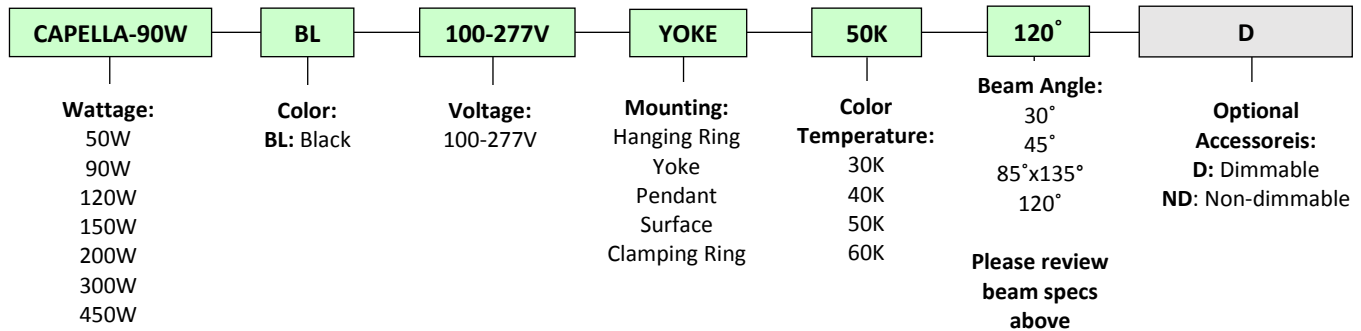 CAPELLA-90W BL 100-277V YOKE 50K 120˚ D
Wattage:
50W
90W
120W
150W
200W
300W
450W
Color:
BL: Black
Voltage:
100-277V
Mounting:
Hanging Ring
Yoke
Pendant
Surface
Clamping Ring
Color
Temperature:
30K
40K
50K
60K
Beam Angle:
30˚
45˚
85˚x135°
120˚
Please review
beam specs
above
Optional
Accessoreis:
D: Dimmable
ND: Non-dimmable